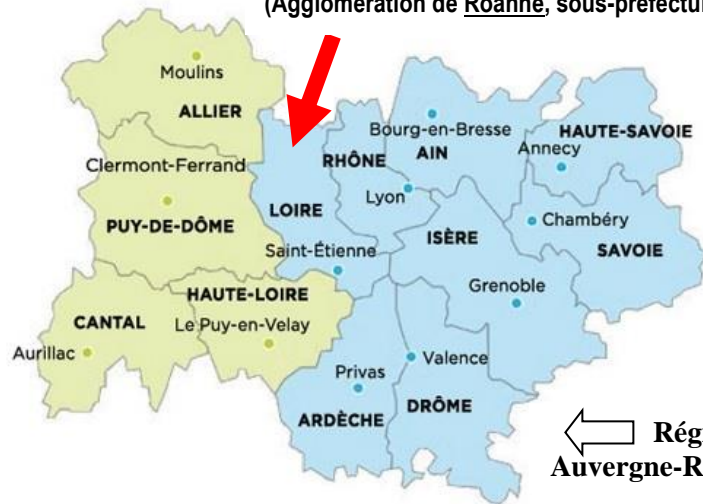 (Agglomération de Roanne, sous-préfectu
Moulins
ALLIER
Bourg-en-Bresse
HAUTE-SAVOIE
RHÔNE
AIN
Annecy
Clermont-Ferrand
Lyon
LOIRE
Chambéry
PUY-DE-DÔME
ISÈRE
SAVOIE
Saint-Étienne
Grenoble
HAUTE-LOIRE
CANTAL
Le Puy-en-Velay
Aurillac
Valence
Privas
DRÔME
ARDÈCHE
Rég
Auvergne-R